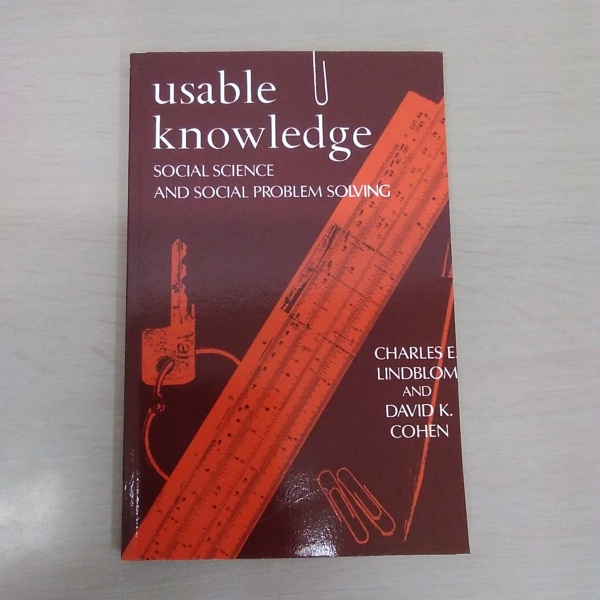 usable
knowledge
SOCIAL SCIENCE
AND SOCIAL PROBLEM SOLVING
CHARLES E.
LINDBLOM
AND
DAVID K.
COHEN